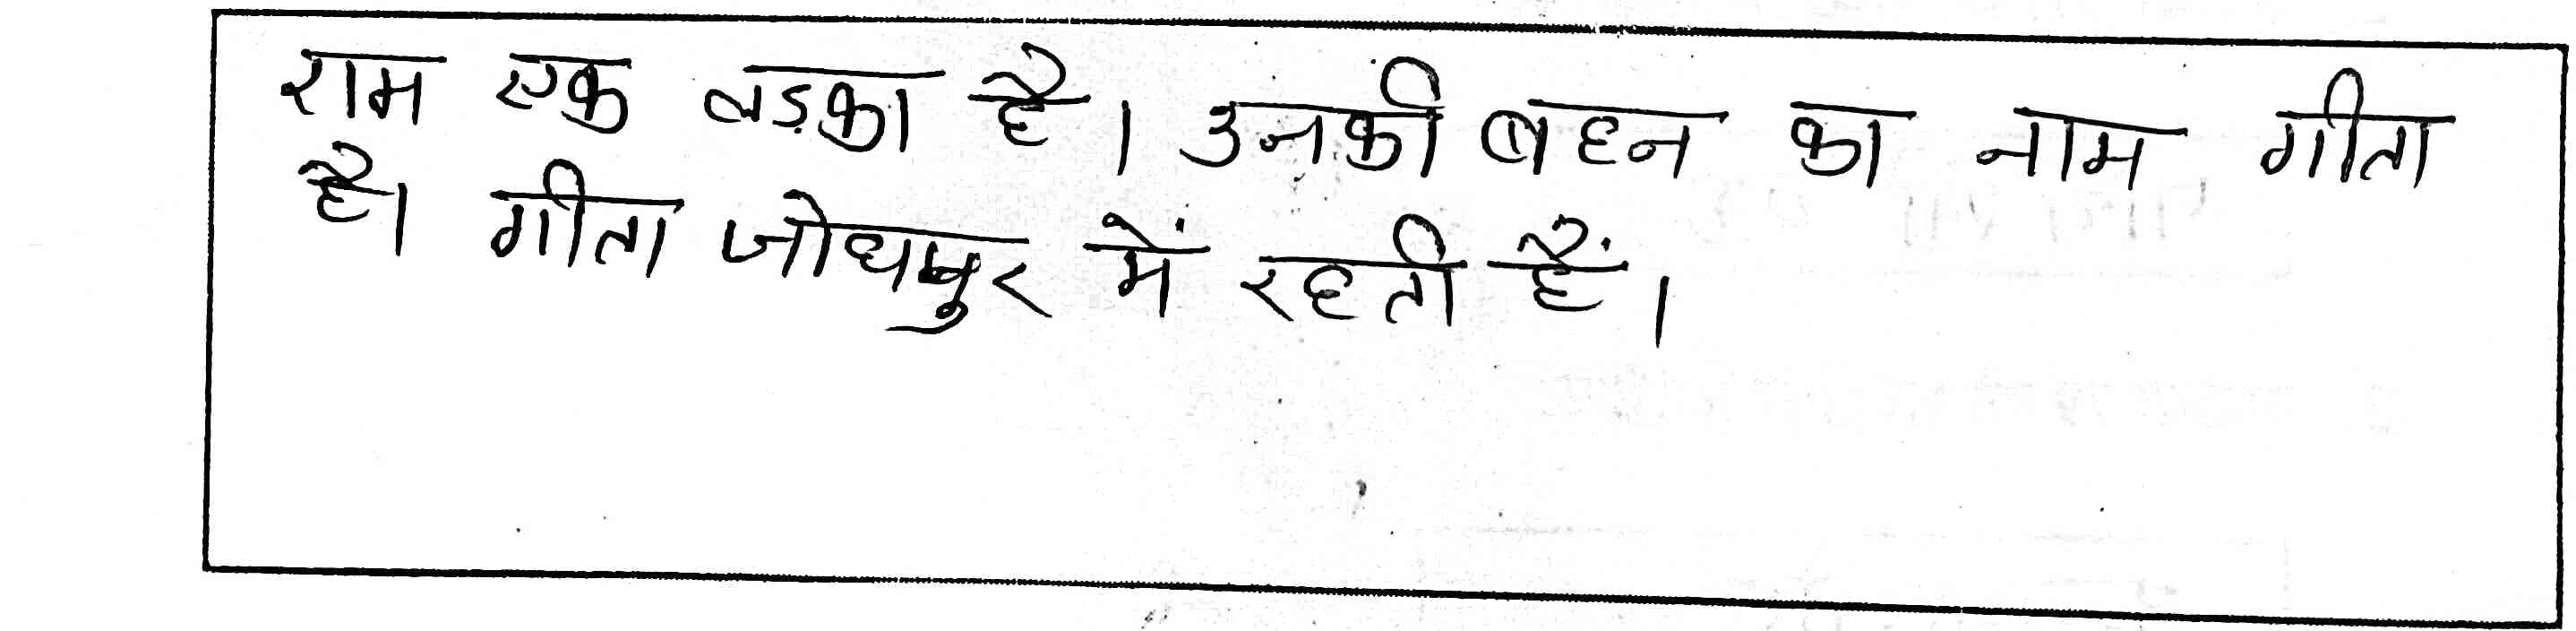 राम एक लड़का है। उनकी बहन का नाम गीता
है। गीता जोधपुर में रहती हैं।